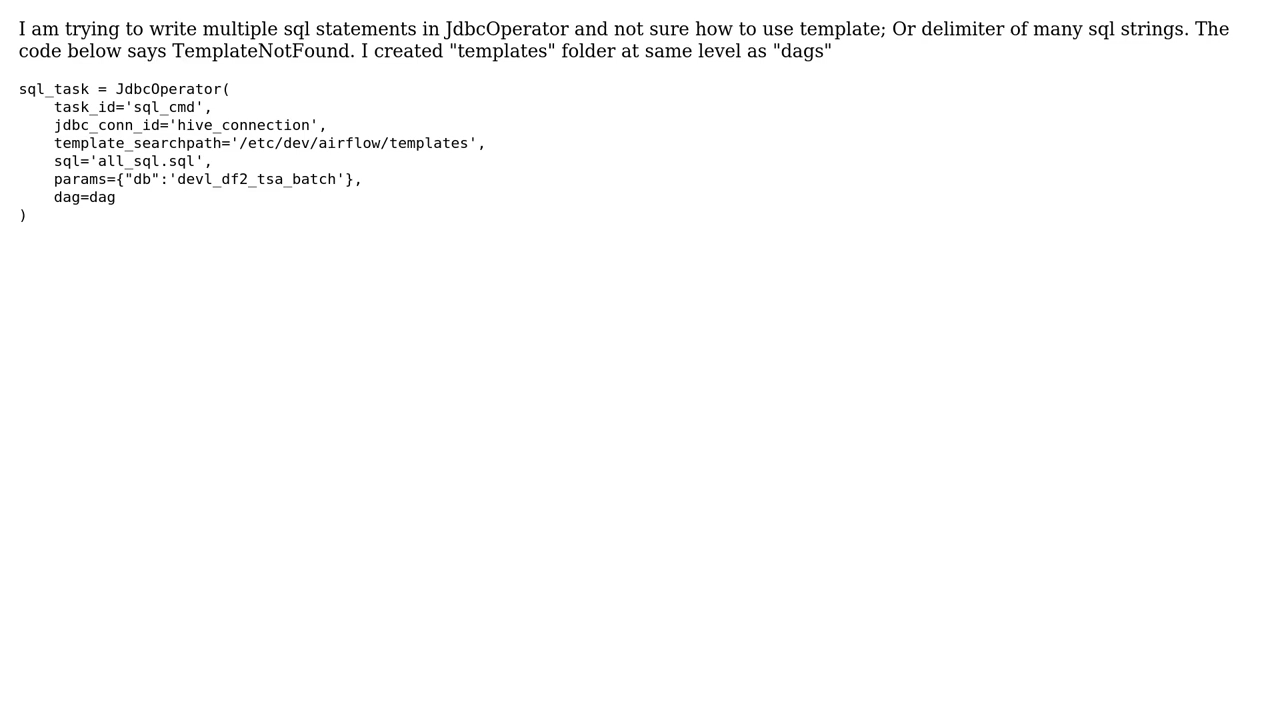 I am trying to write multiple sql statements in JdbcOperator and not sure how to use template; Or delimiter of many sql strings. The
code below says TemplateNotFound. I created "templates" folder at same level as "dags"
sql_task = JdbcOperator(
    task_id='sql_cmd',
    jdbc_conn_id='hive_connection',
    template_searchpath='/etc/dev/airflow/templates',
    sql='all_sql.sql',
    params={"db":'devl_df2_tsa_batch'},
    dag=dag
)